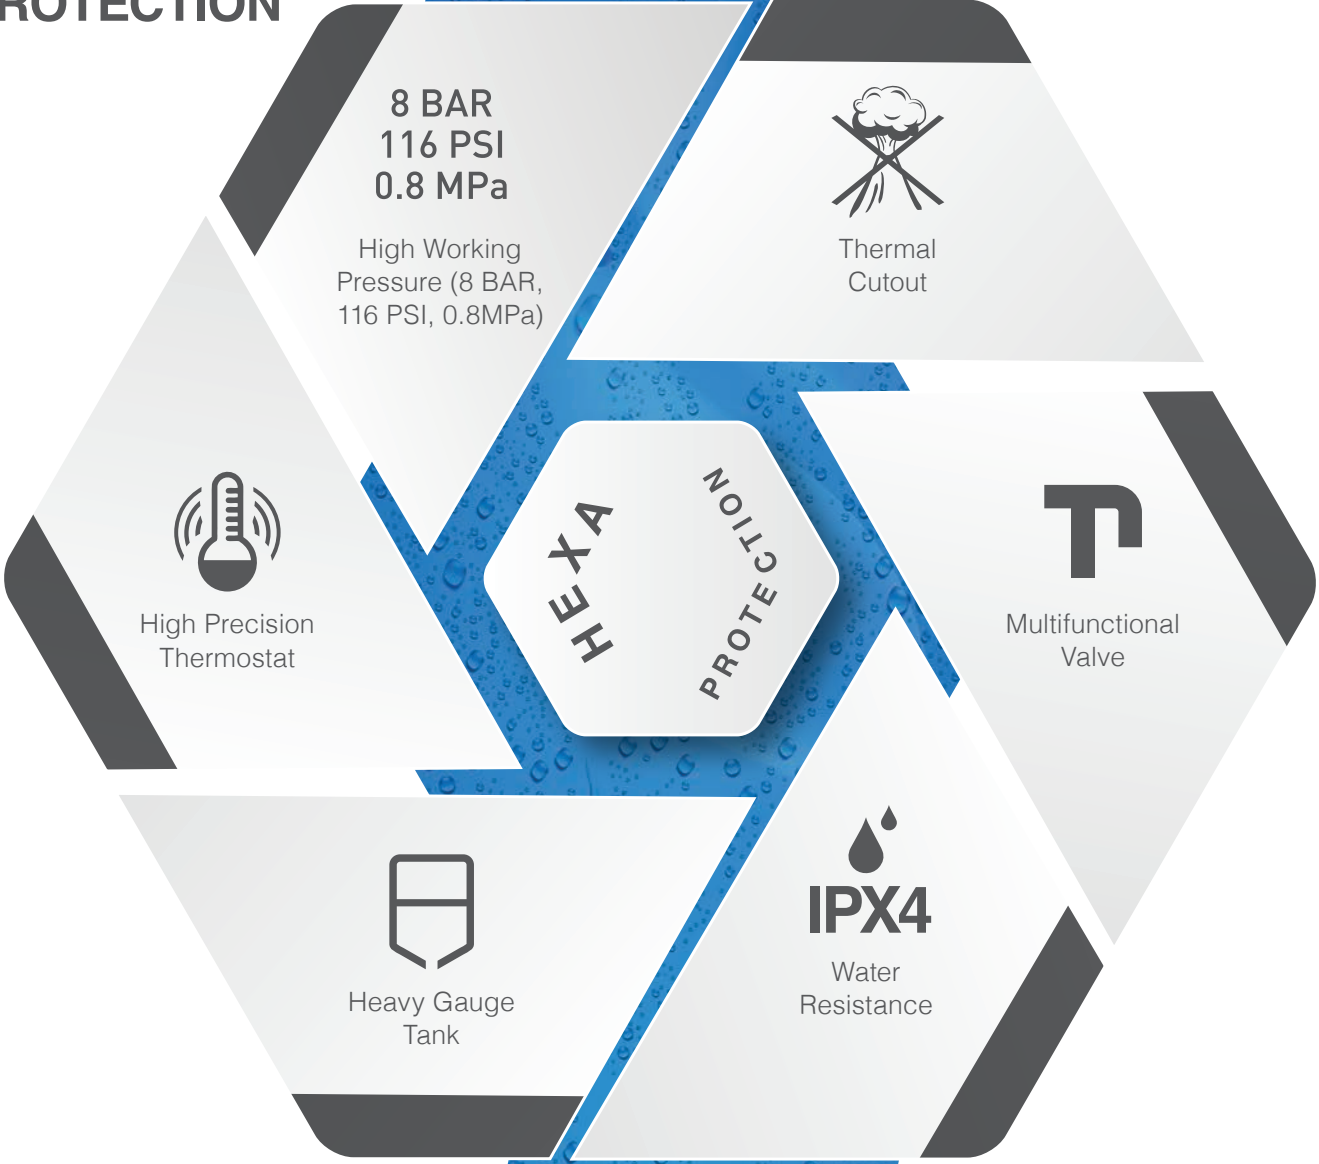 ROTECTION
8 BAR
116 PSI
0.8 MPa
High Working
Pressure (8 BAR,
116 PSI, 0.8MPa)
Thermal
Cutout
High Precision
Thermostat
HEXA
PROTECTION
Multifunctional
Valve
Heavy Gauge
Tank
IPX4
Water
Resistance